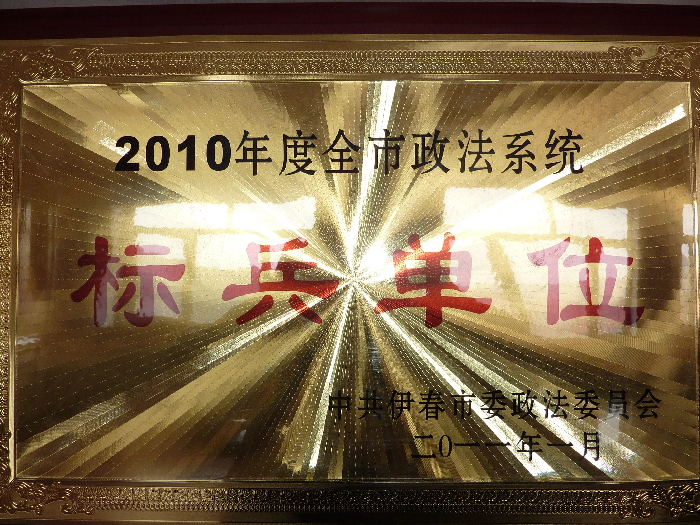 2010年度全市政法系统
标兵单位
中共伊春市委政法委员会
二0一一年一月